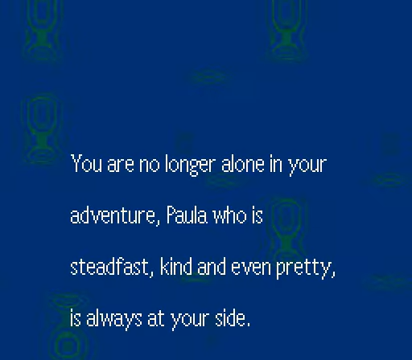 You are no longer alone in your
adventure, Paula who is
steadfast, kind and even pretty,
is always at your side.